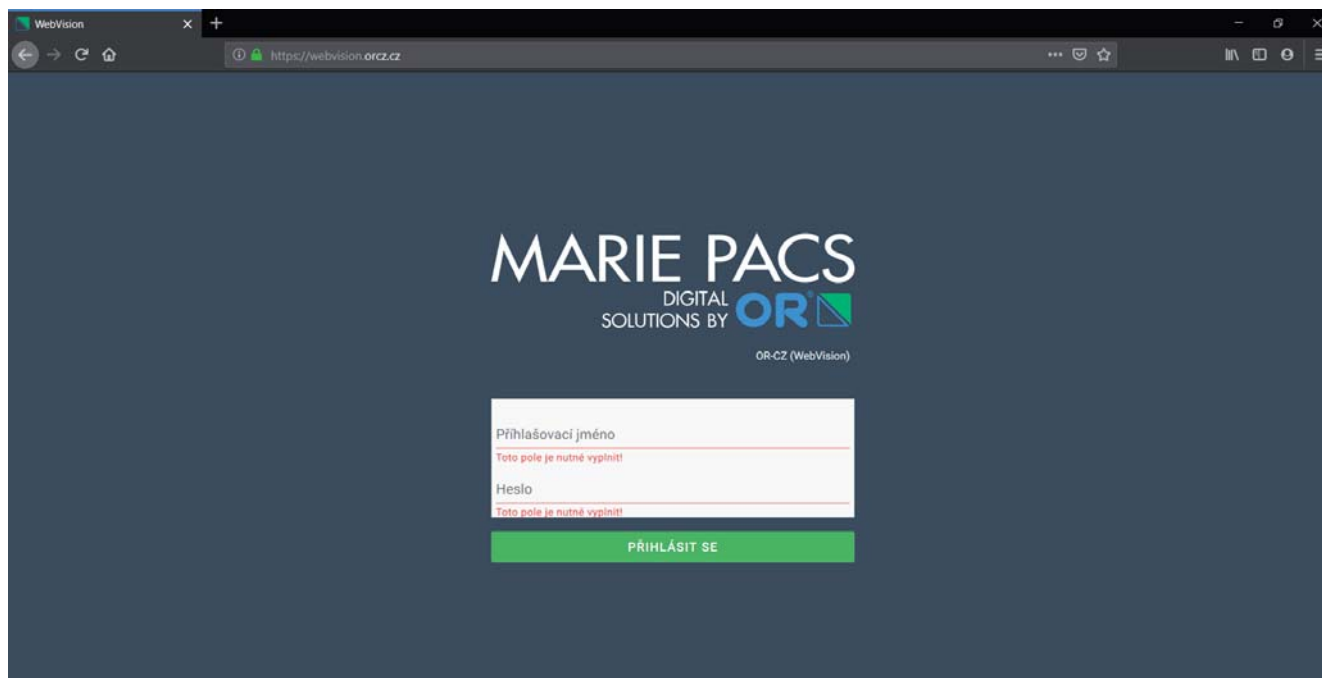 WebVision
https://webvision.orcz.cz
MARIE PACS
DIGITAL
SOLUTIONS BY OR
OR-CZ (WebVision)
Přihlašovací jméno
Toto pole je nutné vyplnit!
Heslo
Toto pole je nutné vyplnit!
PŘIHLÁSIT SE